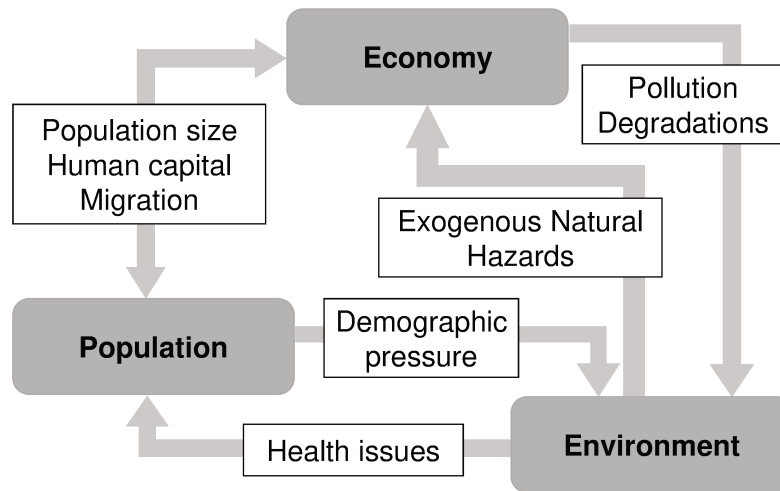 Economy
Pollution
Degradations
Population size
Human capital
Migration
Exogenous Natural
Hazards
Population
Demographic
pressure
Health issues
Environment